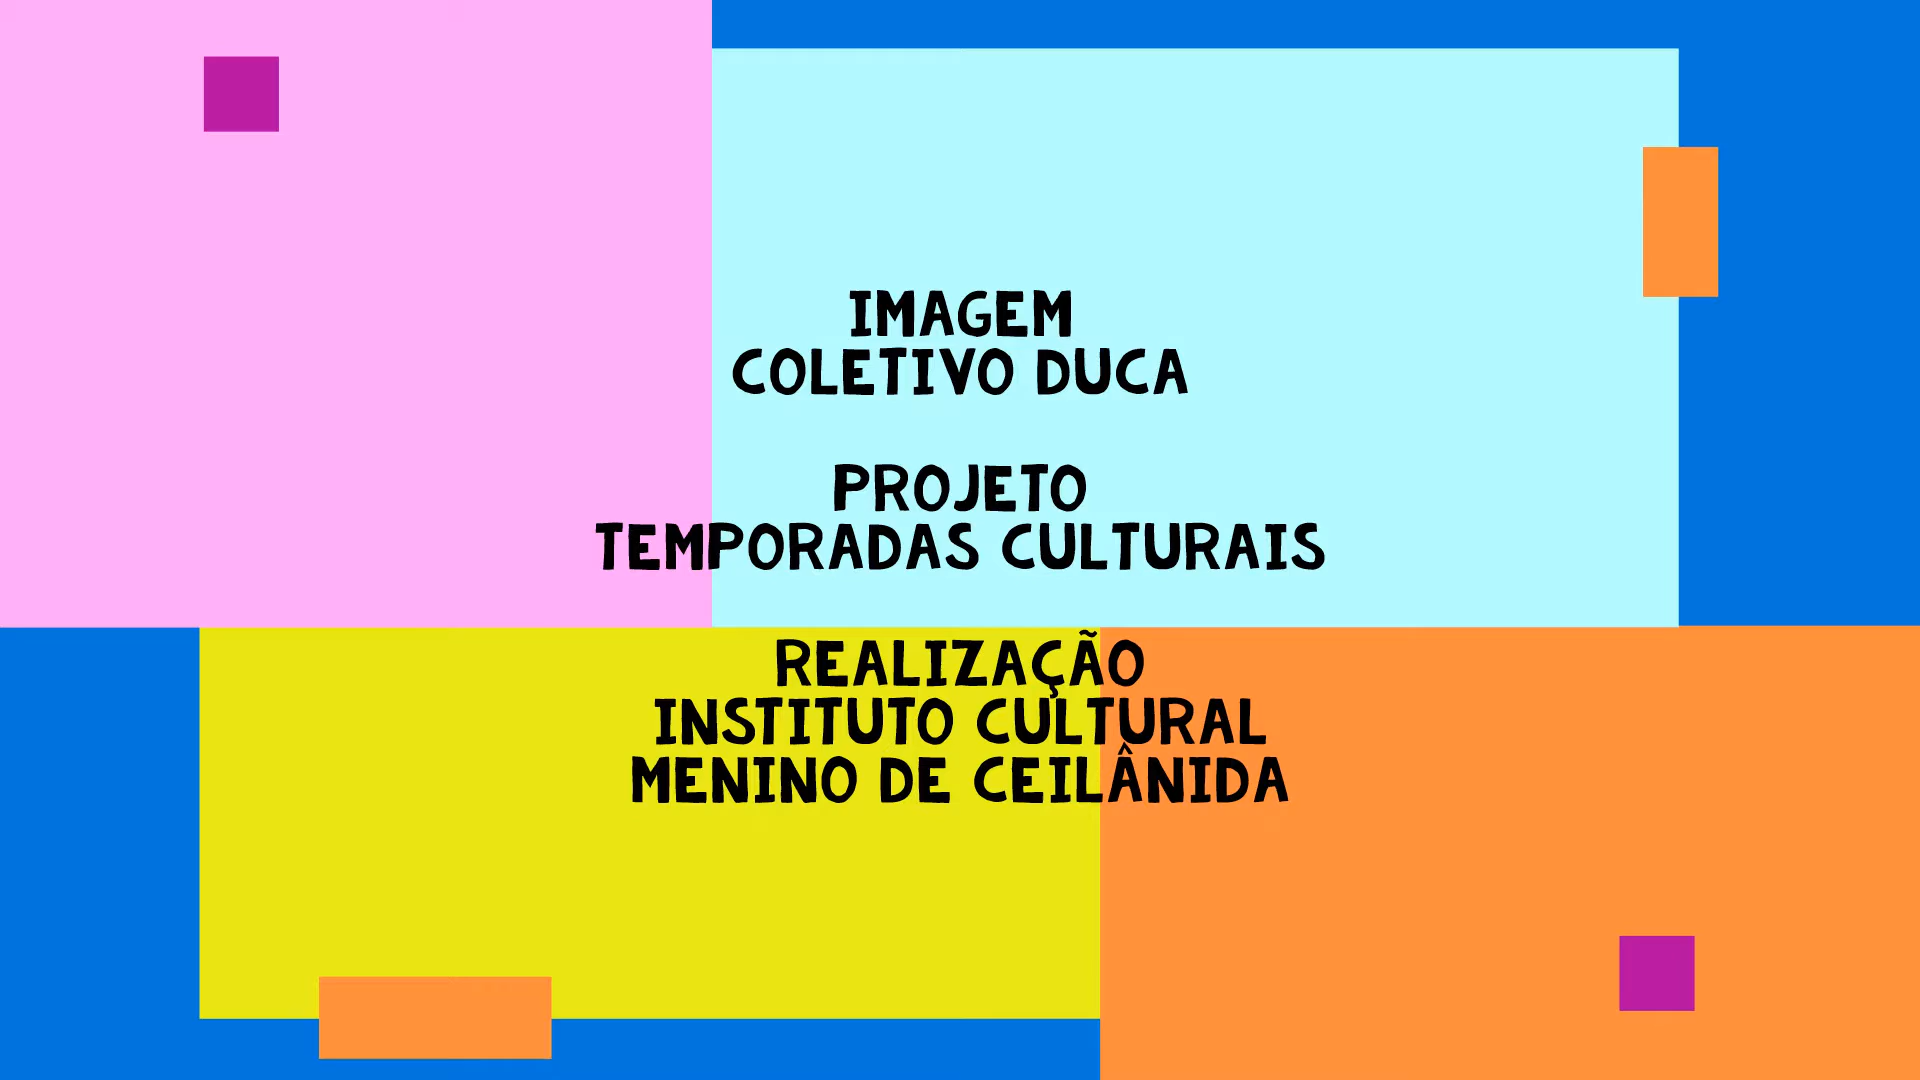 IMAGEM
COLETIVO DUCA
PROJETO
TEMPORADAS CULTURAIS
REALIZAÇÃO
INSTITUTO CULTURAL
MENINO DE CEILÂNIDA